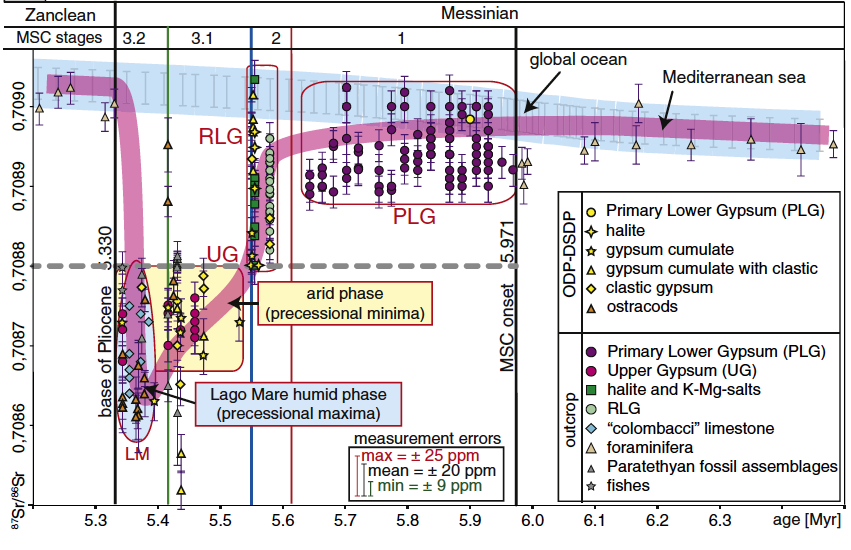 Zanclean
Messinian
MSC stages
3.2
3.1
2
1
global ocean
Mediterranean sea
0,7090
0,7089
0,7088
0,7087
0,7086
87Sr/86Sr
RLG
PLG
UG
LM
base of Pliocene 5.330
MSC onset 5.971
arid phase
(precessional minima)
Lago Mare humid phase
(precessional maxima)
measurement errors
max = ± 25 ppm
mean = ± 20 ppm
min = ± 9 ppm
ODP-DSDP
Primary Lower Gypsum (PLG)
halite
gypsum cumulate
gypsum cumulate with clastic
clastic gypsum
ostracods
outcrop
Primary Lower Gypsum (PLG)
Upper Gypsum (UG)
halite and K-Mg-salts
RLG
“colombacci” limestone
foraminifera
Paratethyan fossil assemblages
fishes
5.3 5.4 5.5 5.6 5.7 5.8 5.9 6.0 6.1 6.2 6.3 age [Myr]